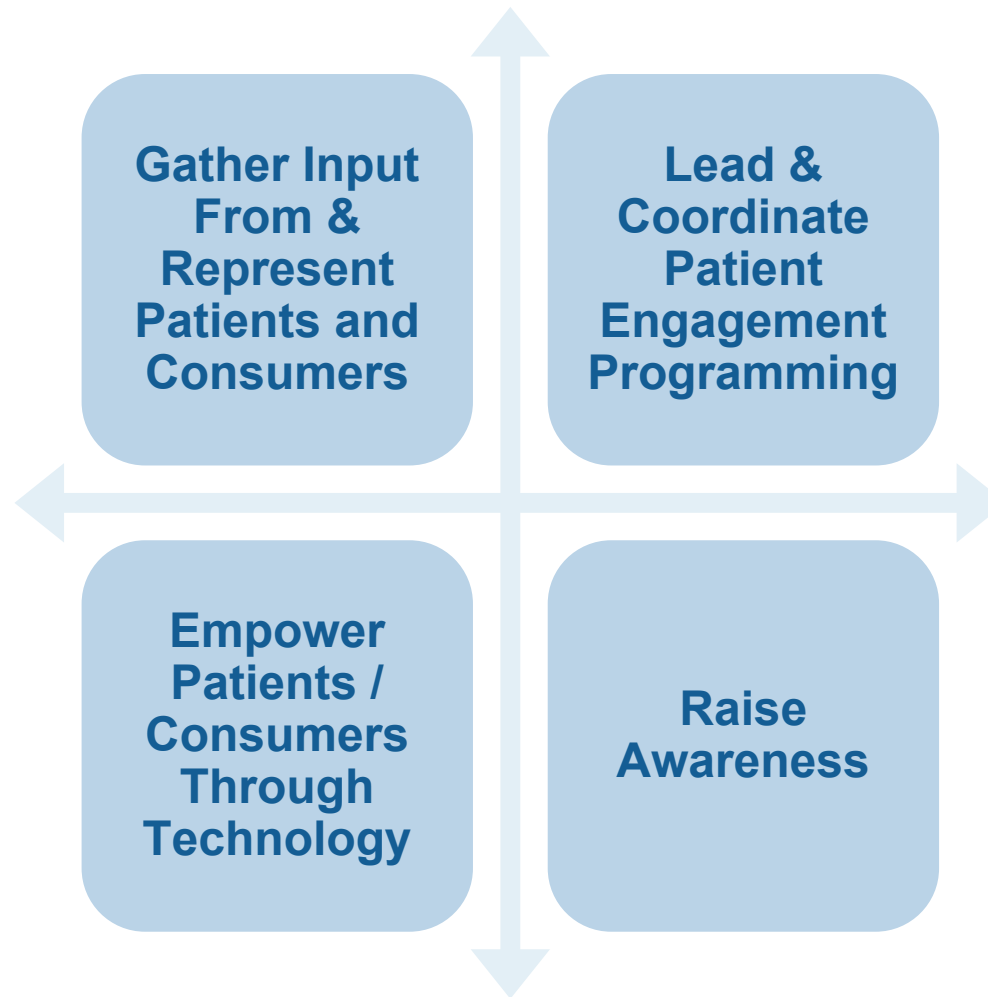 Gather Input
From &
Represent
Patients and
Consumers
Lead &
Coordinate
Patient
Engagement
Programming
Empower
Patients /
Consumers
Through
Technology
Raise
Awareness